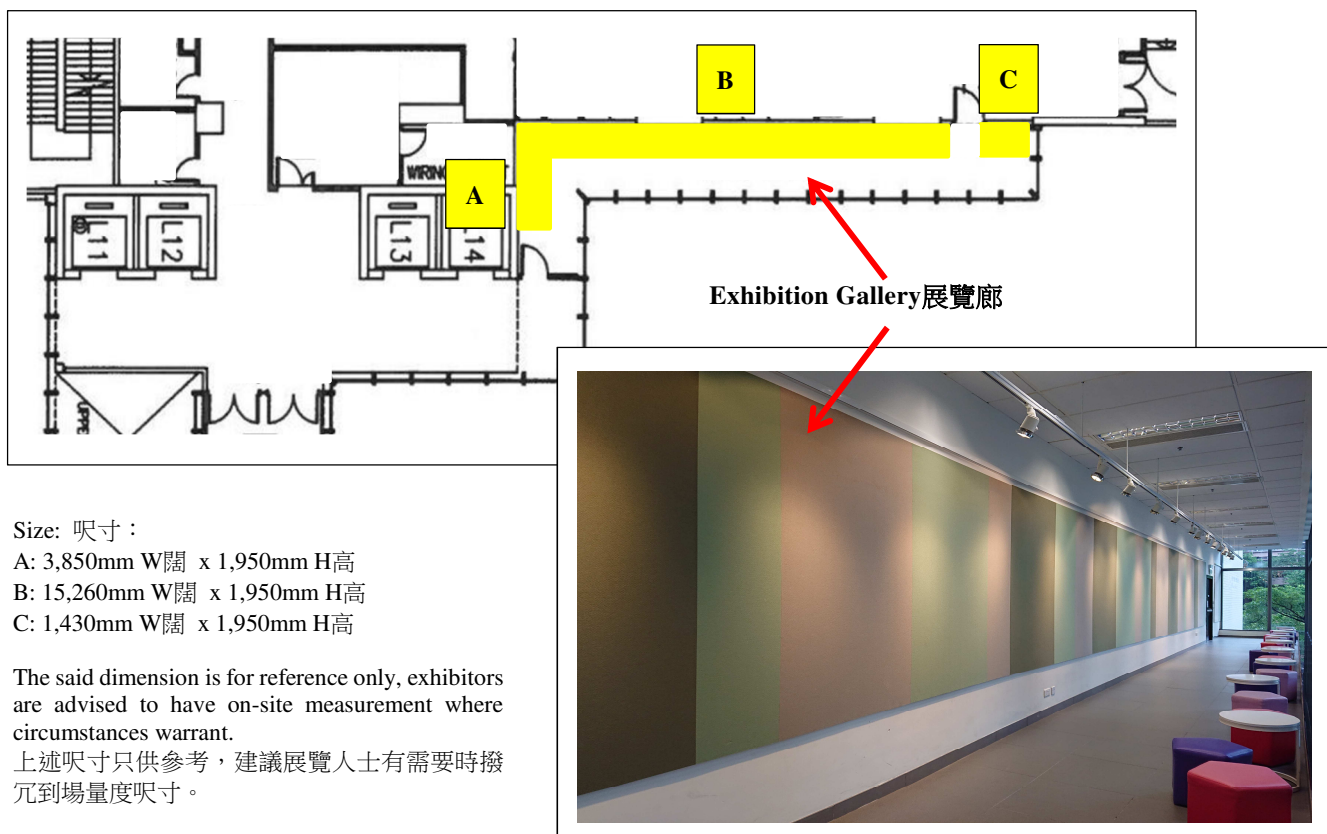 B
C
WIRING
A
L11
L12
L13
L14
Exhibition Gallery展覽廊
UPPE
Size: 呎寸：
A: 3,850mm W闊 x 1,950mm H高
B: 15,260mm W闊 x 1,950mm H高
C: 1,430mm W闊 x 1,950mm H高
The said dimension is for reference only, exhibitors
are advised to have on-site measurement where
circumstances warrant.
上述呎寸只供參考，建議展覽人士有需要時撥
冗到場量度呎寸。